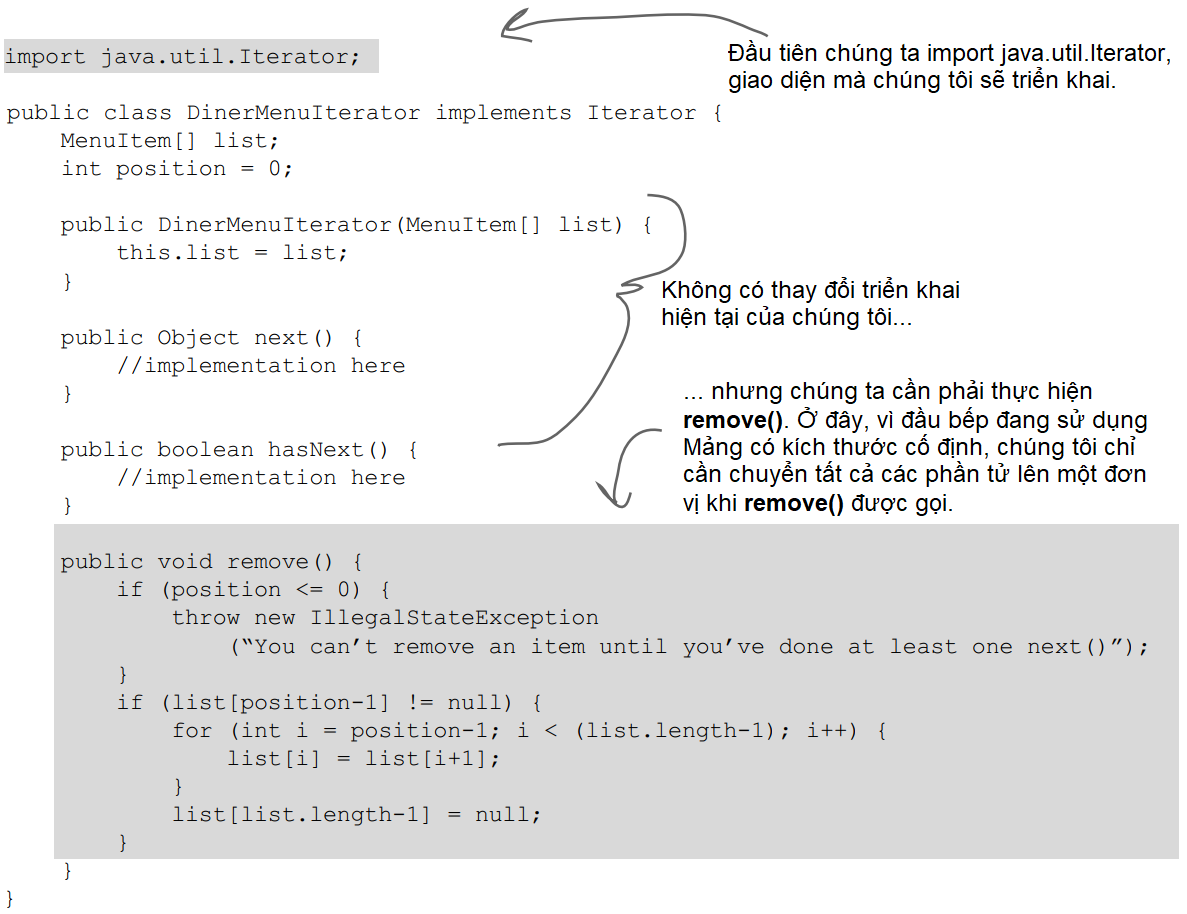 import java.util.Iterator;
Đầu tiên chúng ta import java.util.Iterator,
giao diện mà chúng tôi sẽ triển khai.
public class DinerMenuIterator implements Iterator {
MenuItem[] list;
int position = 0;
public DinerMenuIterator(MenuItem[] list) {
this.list = list;
}
Không có thay đổi triển khai
hiện tại của chúng tôi...
public Object next() {
//implementation here
}
... nhưng chúng ta cần phải thực hiện
remove(). Ở đây, vì đầu bếp đang sử dụng
Mảng có kích thước cố định, chúng tôi chỉ
cần chuyển tất cả các phần tử lên một đơn
vị khi remove() được gọi.
public boolean hasNext() {
//implementation here
}
public void remove() {
if (position <= 0) {
throw new IllegalStateException
(“You can’t remove an item until you’ve done at least one next()”);
}
if (list[position-1] != null) {
for (int i = position-1; i < (list.length-1); i++) {
list[i] = list[i+1];
}
list[list.length-1] = null;
}
}
}